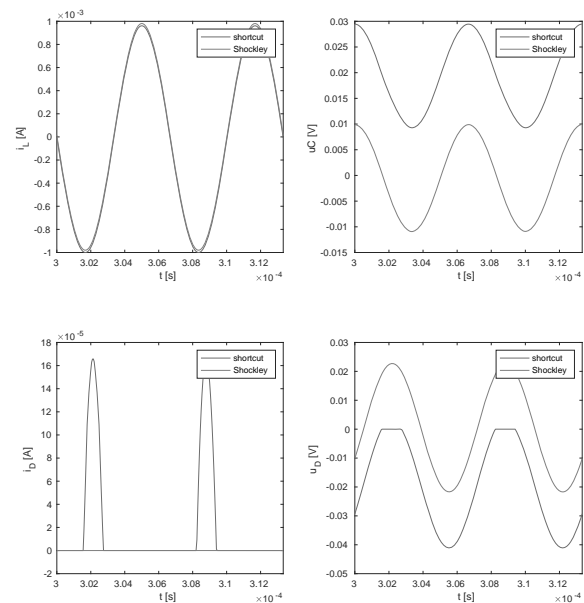 ×10⁻³
1
0.8
0.6
0.4
0.2
0
-0.2
-0.4
-0.6
-0.8
-1
i_L [A]
3 3.02 3.04 3.06 3.08 3.1 3.12
t [s]
×10⁻⁴
shortcut
Shockley
0.03
0.025
0.02
0.015
0.01
0.005
0
-0.005
-0.01
-0.015
uC [V]
3 3.02 3.04 3.06 3.08 3.1 3.12
t [s]
×10⁻⁴
shortcut
Shockley
×10⁻⁵
18
16
14
12
10
8
6
4
2
0
-2
i_D [A]
3 3.02 3.04 3.06 3.08 3.1 3.12
t [s]
×10⁻⁴
shortcut
Shockley
0.03
0.02
0.01
0
-0.01
-0.02
-0.03
-0.04
-0.05
u_D [V]
3 3.02 3.04 3.06 3.08 3.1 3.12
t [s]
×10⁻⁴
shortcut
Shockley